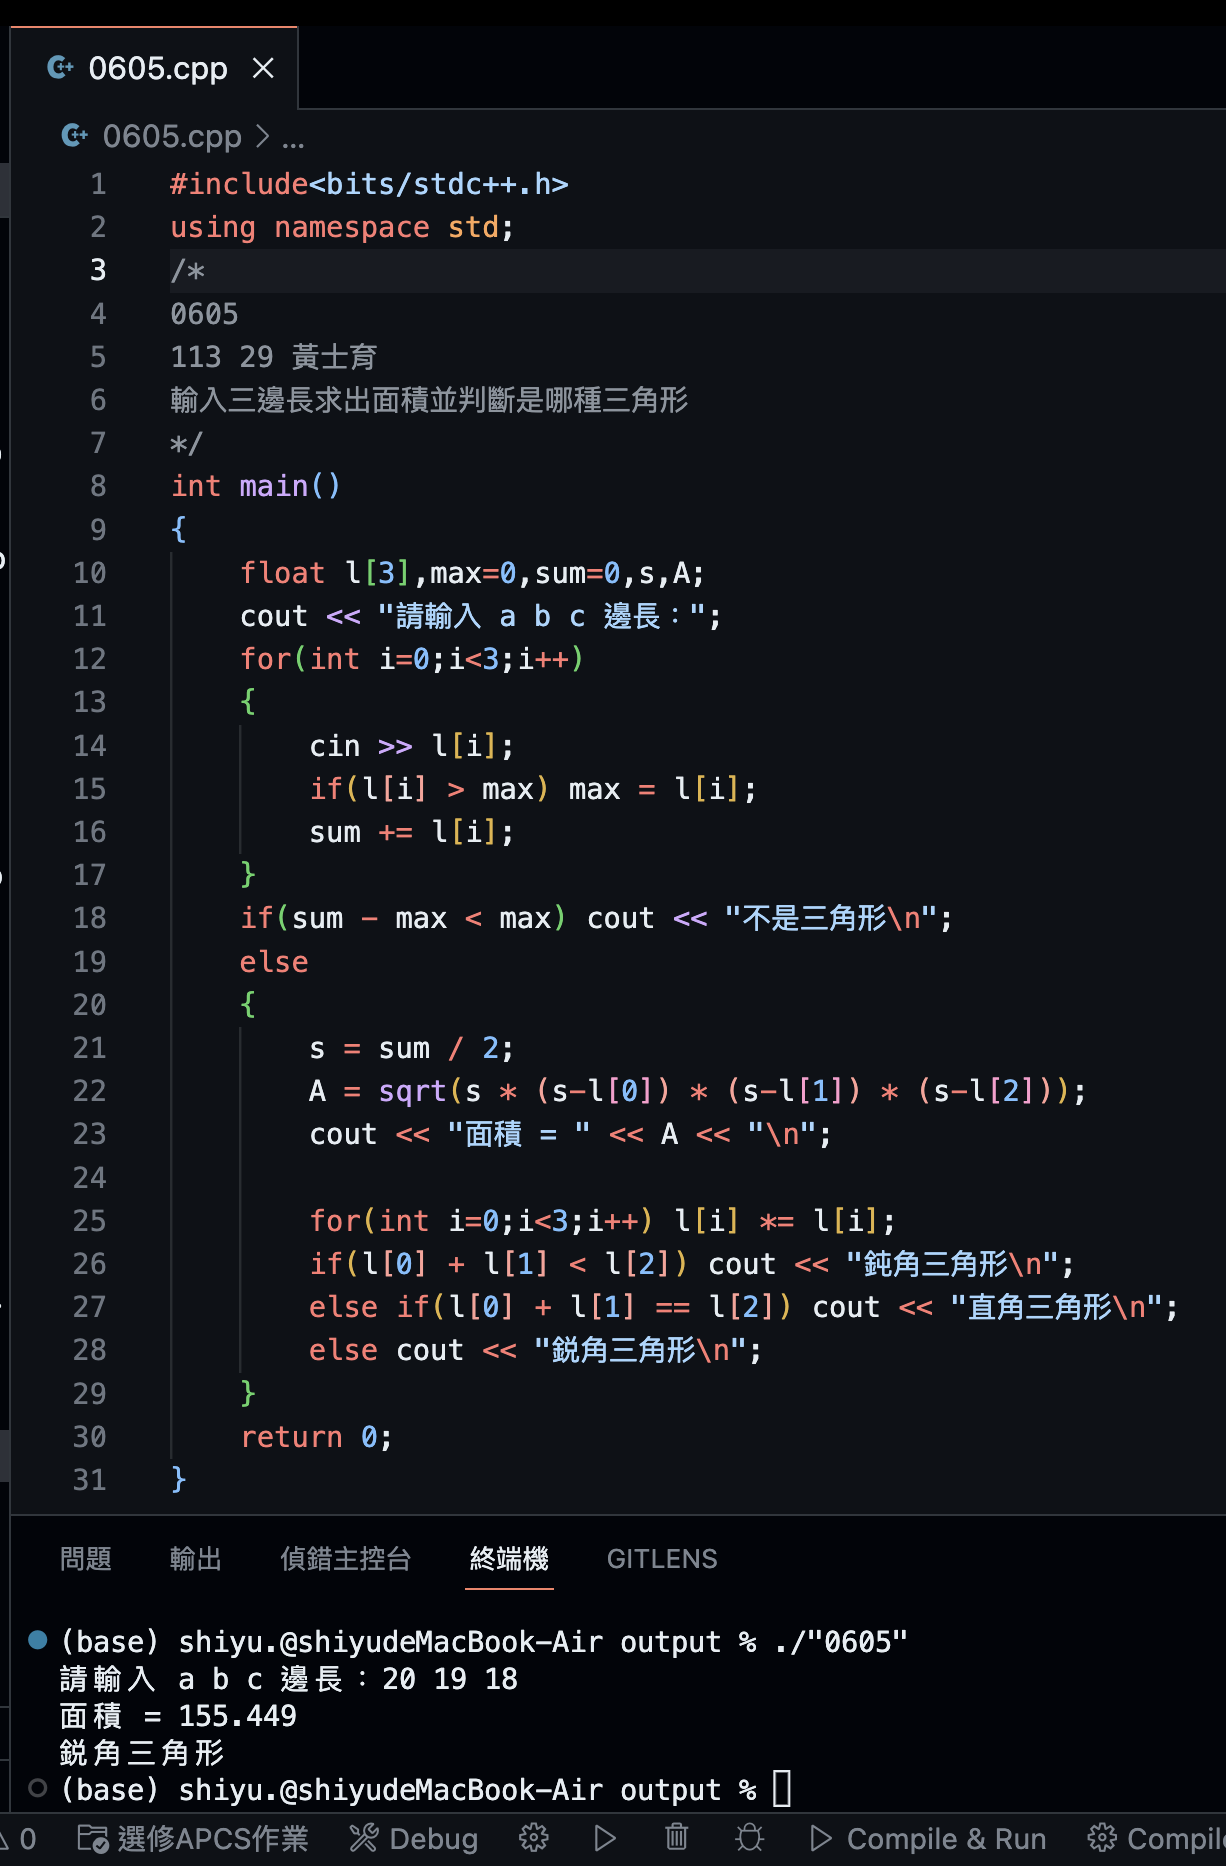 0605.cpp
0605.cpp > ...
1 #include<bits/stdc++.h>
2 using namespace std;
3 /*
4 0605
5 113 29 黃士育
6 輸入三邊長求出面積並判斷是哪種三角形
7 */
8 int main()
9 {
10     float l[3],max=0,sum=0,s,A;
11     cout << "請輸入 a b c 邊長：";
12     for(int i=0;i<3;i++)
13     {
14         cin >> l[i];
15         if(l[i] > max) max = l[i];
16         sum += l[i];
17     }
18     if(sum - max < max) cout << "不是三角形\n";
19     else
20     {
21         s = sum / 2;
22         A = sqrt(s * (s-l[0]) * (s-l[1]) * (s-l[2]));
23         cout << "面積 = " << A << "\n";
24
25         for(int i=0;i<3;i++) l[i] *= l[i];
26         if(l[0] + l[1] < l[2]) cout << "鈍角三角形\n";
27         else if(l[0] + l[1] == l[2]) cout << "直角三角形\n";
28         else cout << "銳角三角形\n";
29     }
30     return 0;
31 }
問題 輸出 偵錯主控台 終端機 GITLENS
(base) shiyu.@shiyudeMacBook-Air output % ./"0605"
請輸入 a b c 邊長：20 19 18
面積 = 155.449
銳角三角形
(base) shiyu.@shiyudeMacBook-Air output %
0 選修APCS作業 Debug Compile & Run